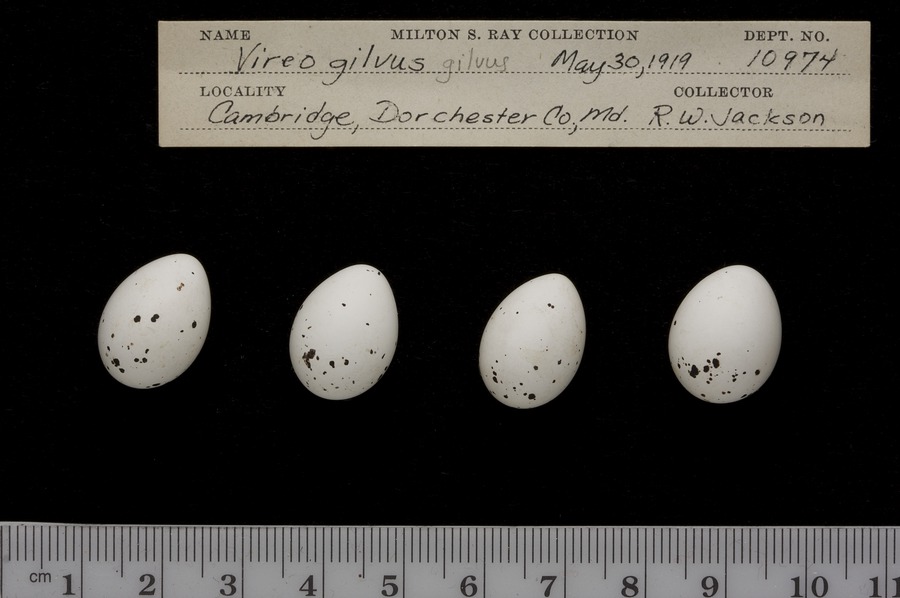 NAME MILTON S. RAY COLLECTION DEPT. NO.
Vireo gilvus gilvus May 30, 1919 10974
LOCALITY COLLECTOR
Cambridge, Dorchester Co, Md. R. W. Jackson
cm 1 2 3 4 5 6 7 8 9 10 11